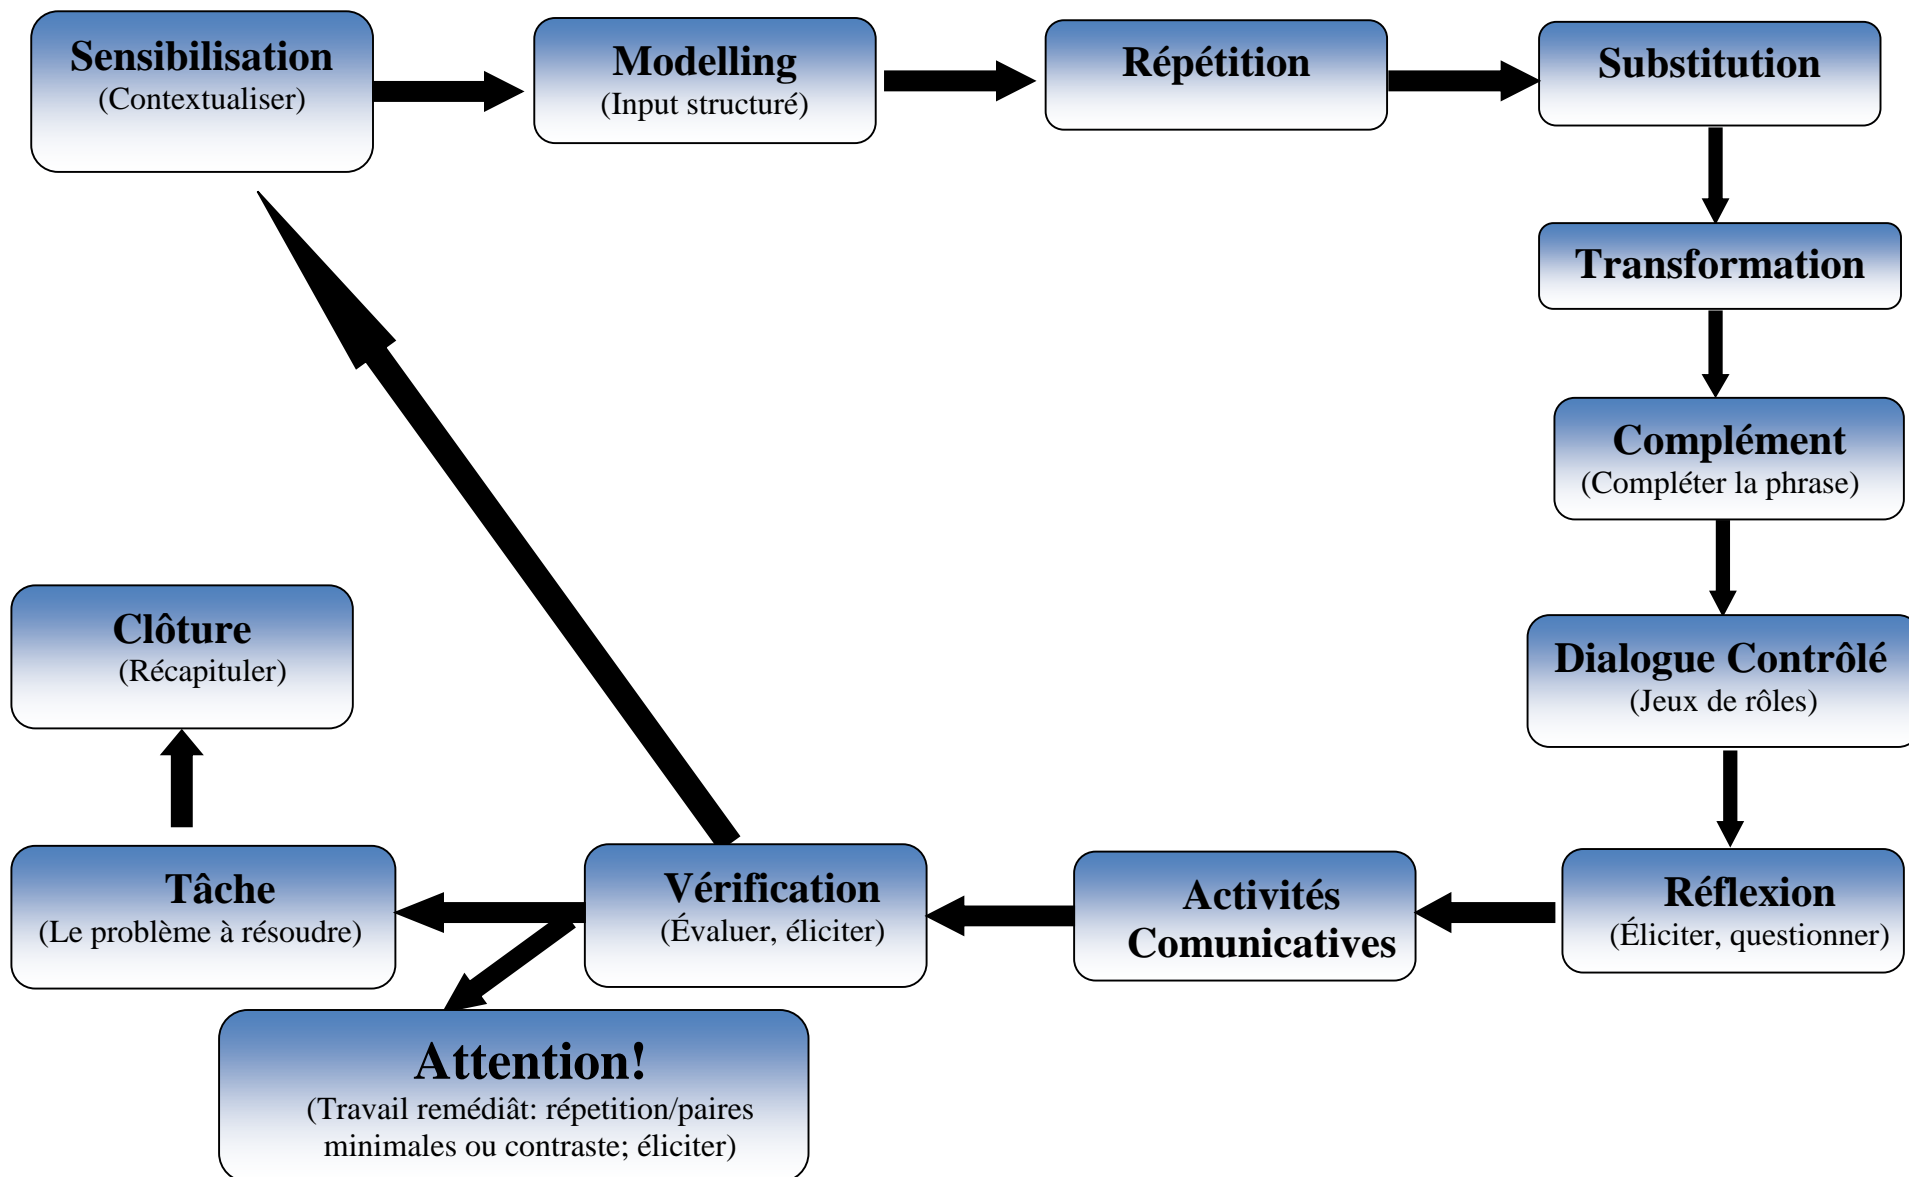 Sensibilisation
(Contextualiser)
Modelling
(Input structuré)
Répétition
Substitution
Transformation
Complément
(Compléter la phrase)
Dialogue Contrôlé
(Jeux de rôles)
Réflexion
(Éliciter, questionner)
Activités
Comunicatives
Vérification
(Évaluer, éliciter)
Tâche
(Le problème à résoudre)
Clôture
(Récapituler)
Attention!
(Travail remédiât: répetition/paires
minimales ou contraste; éliciter)